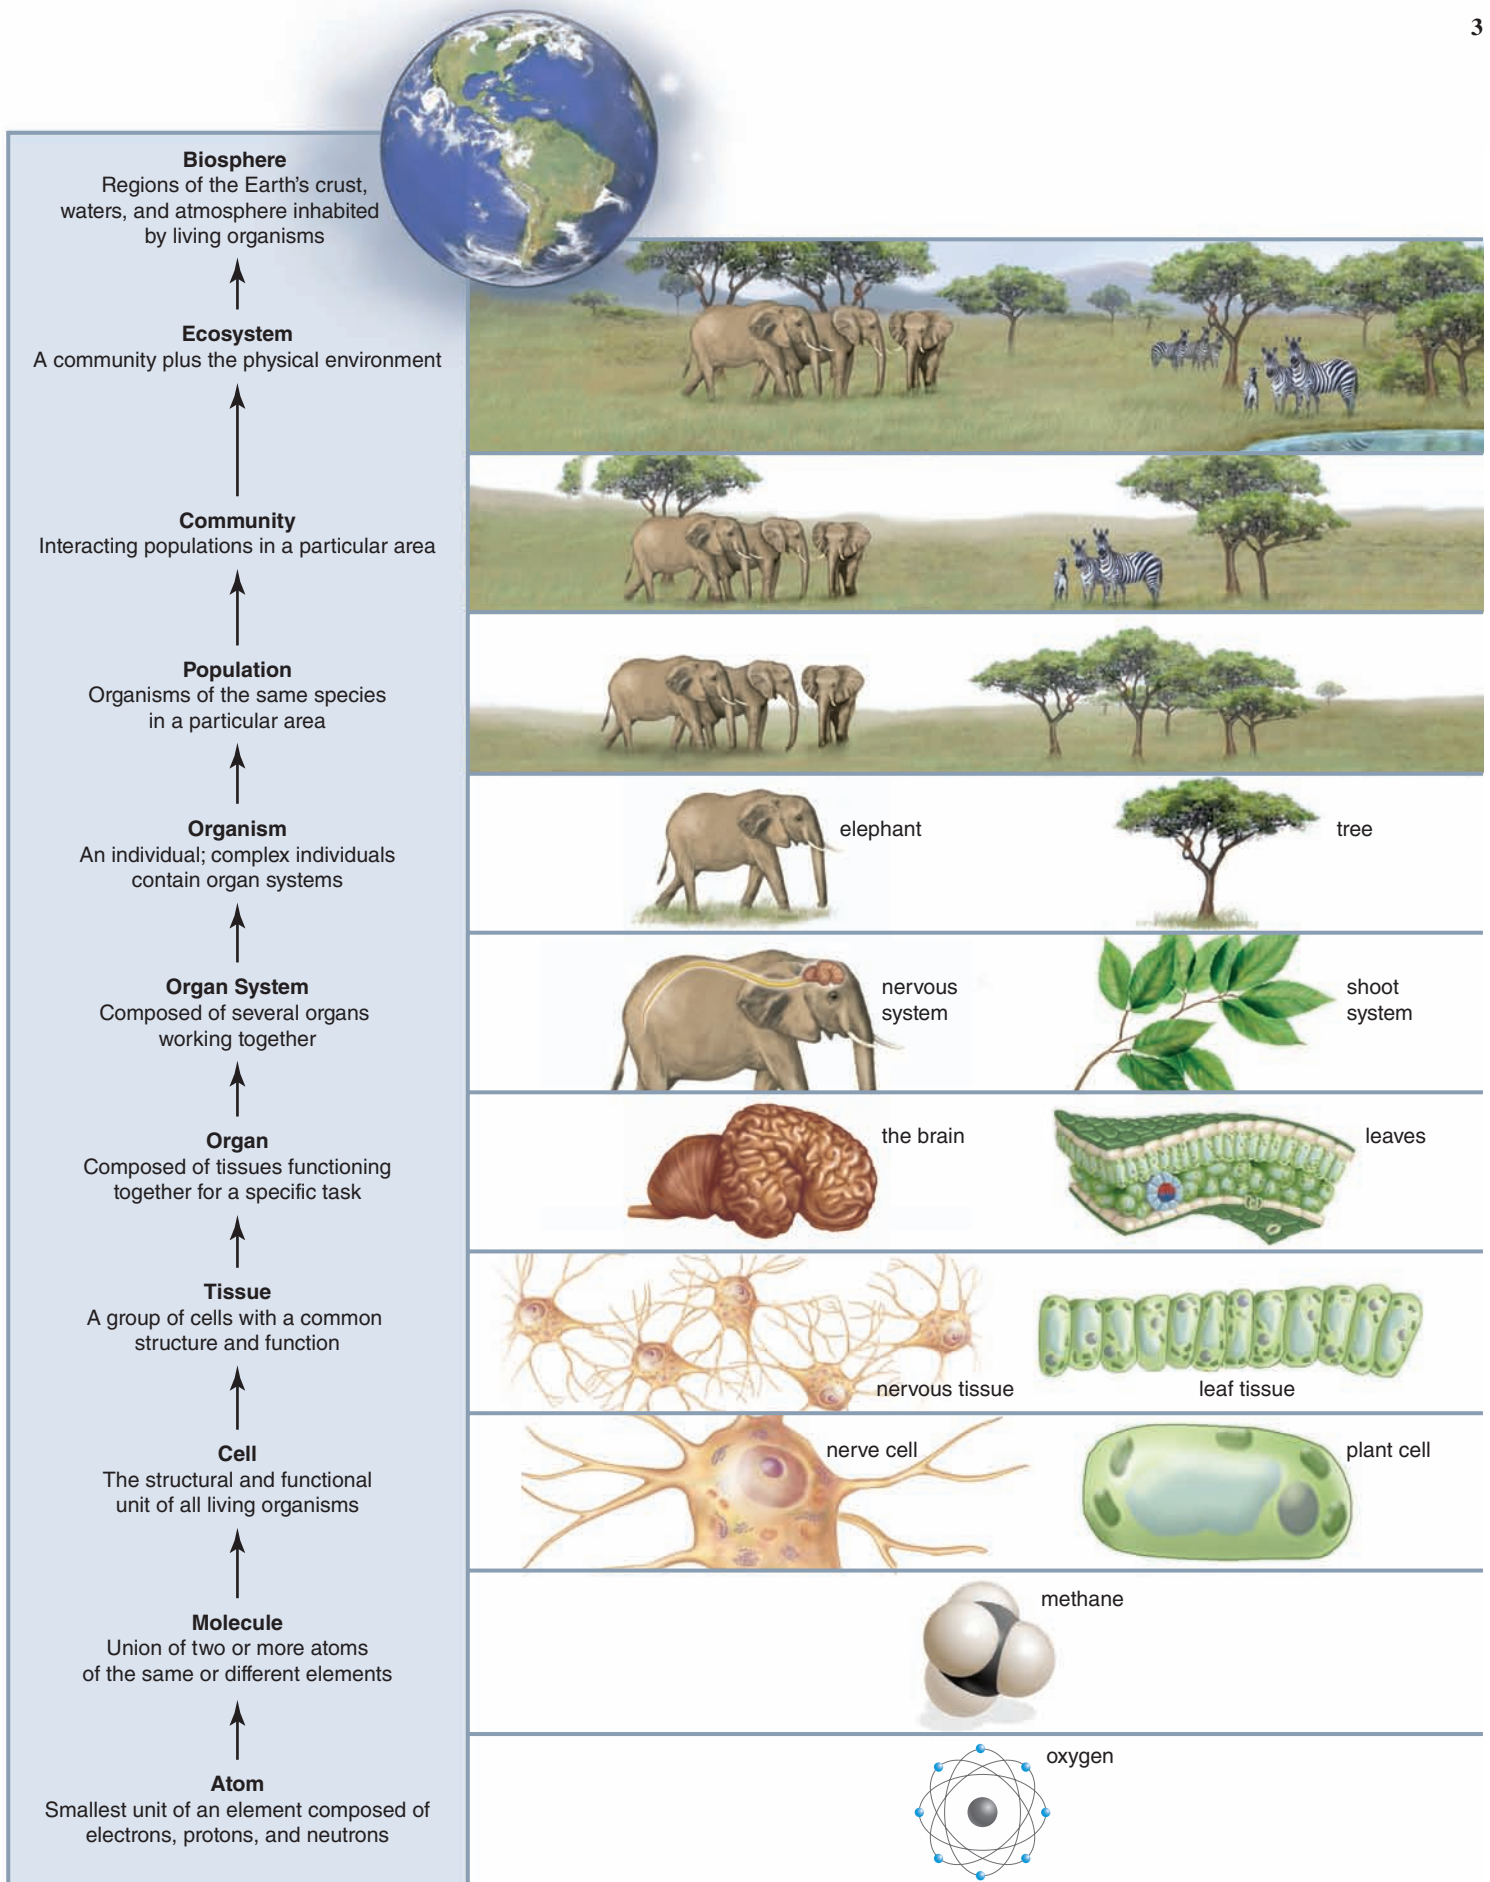 3
Biosphere
Regions of the Earth's crust,
waters, and atmosphere inhabited
by living organisms
Ecosystem
A community plus the physical environment
Community
Interacting populations in a particular area
Population
Organisms of the same species
in a particular area
Organism
An individual; complex individuals
contain organ systems
elephant
tree
Organ System
Composed of several organs
working together
nervous
system
shoot
system
Organ
Composed of tissues functioning
together for a specific task
the brain
leaves
Tissue
A group of cells with a common
structure and function
nervous tissue
leaf tissue
Cell
The structural and functional
unit of all living organisms
nerve cell
plant cell
Molecule
Union of two or more atoms
of the same or different elements
methane
Atom
Smallest unit of an element composed of
electrons, protons, and neutrons
oxygen